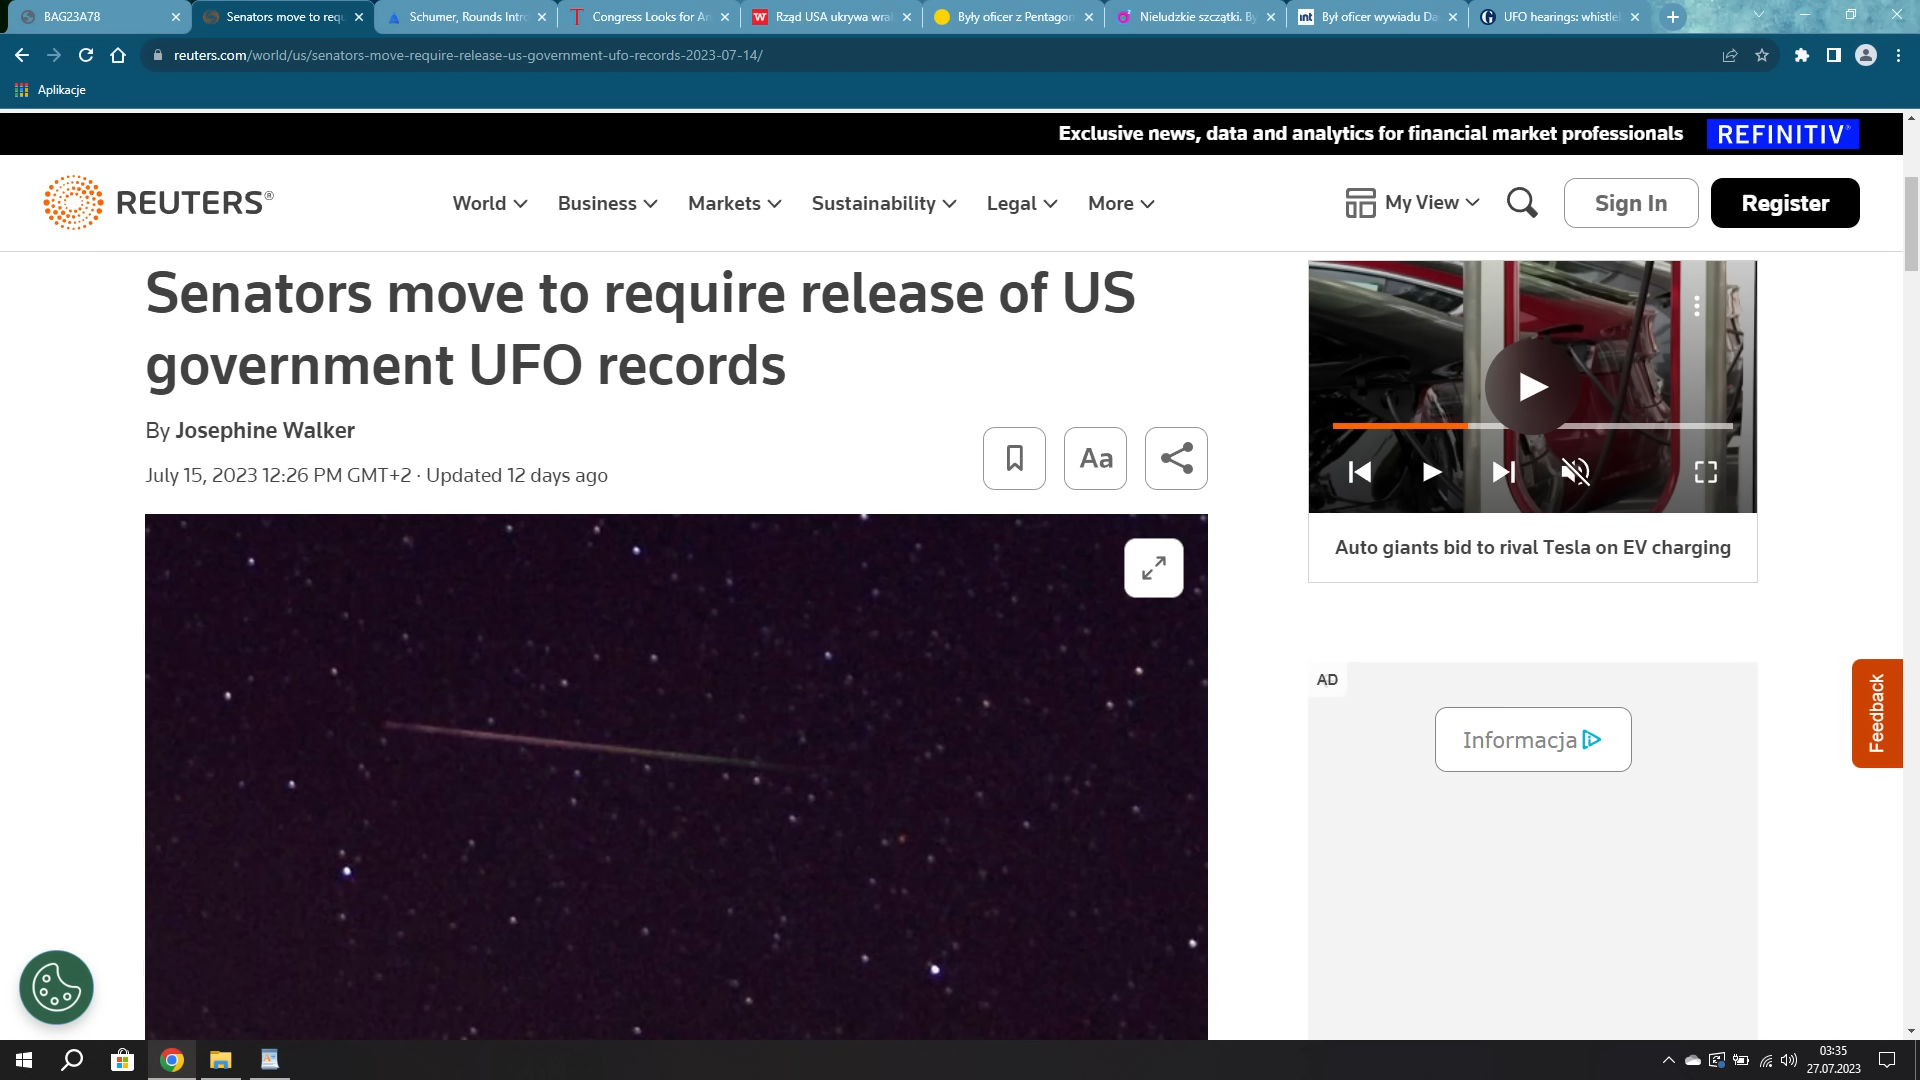 BAG23A78
Senators move to requ
Schumer, Rounds Intro
Congress Looks for An
Rząd USA ukrywa wra
Były oficer z Pentagon
Nieludzkie szczątki. By
int
Był oficer wywiadu Da
UFO hearings: whistle
reuters.com/world/us/senators-move-require-release-us-government-ufo-records-2023-07-14/
Aplikacje
Exclusive news, data and analytics for financial market professionals
REFINITIV
REUTERS®
World
Business
Markets
Sustainability
Legal
More
My View
Sign In
Register
Senators move to require release of US
government UFO records
By Josephine Walker
July 15, 2023 12:26 PM GMT+2 · Updated 12 days ago
Aa
Auto giants bid to rival Tesla on EV charging
AD
Informacja
Feedback
03:35
27.07.2023